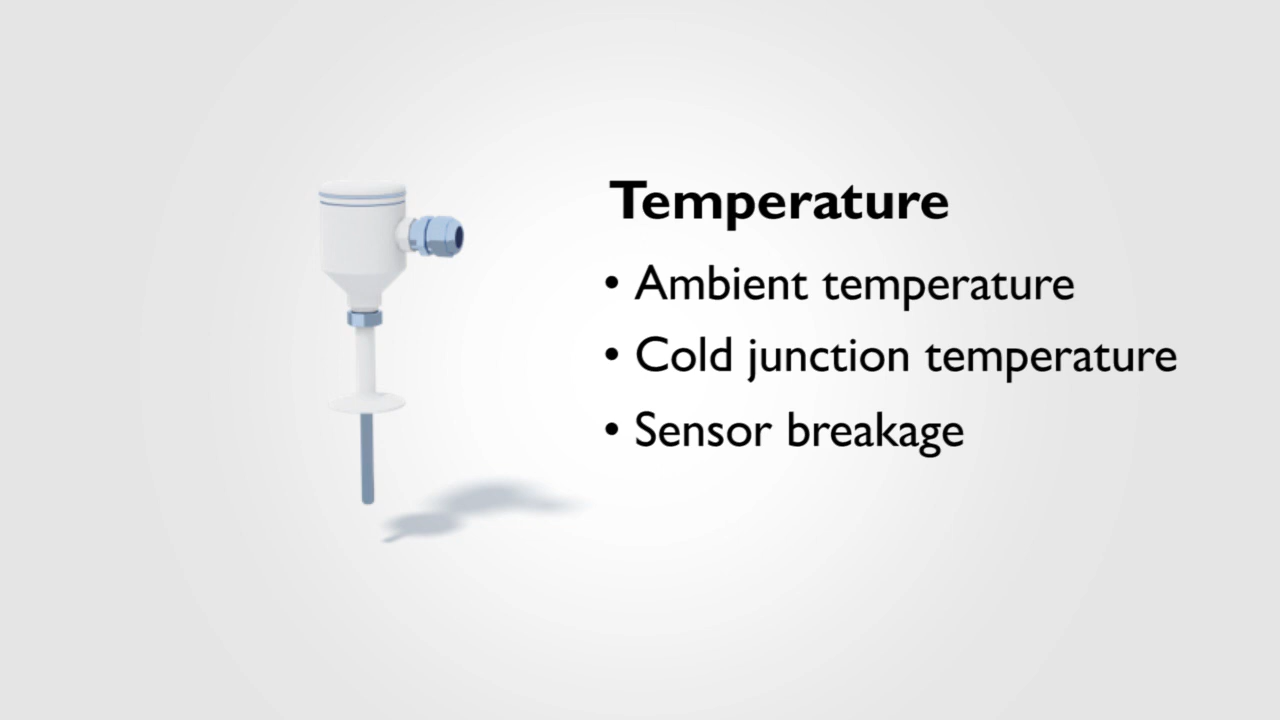 Temperature
• Ambient temperature
• Cold junction temperature
• Sensor breakage